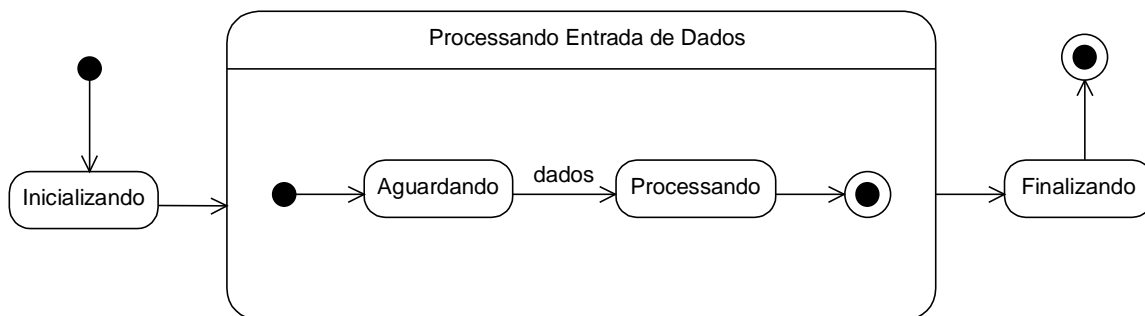 Processando Entrada de Dados
Inicializando
Aguardando
dados
Processando
Finalizando